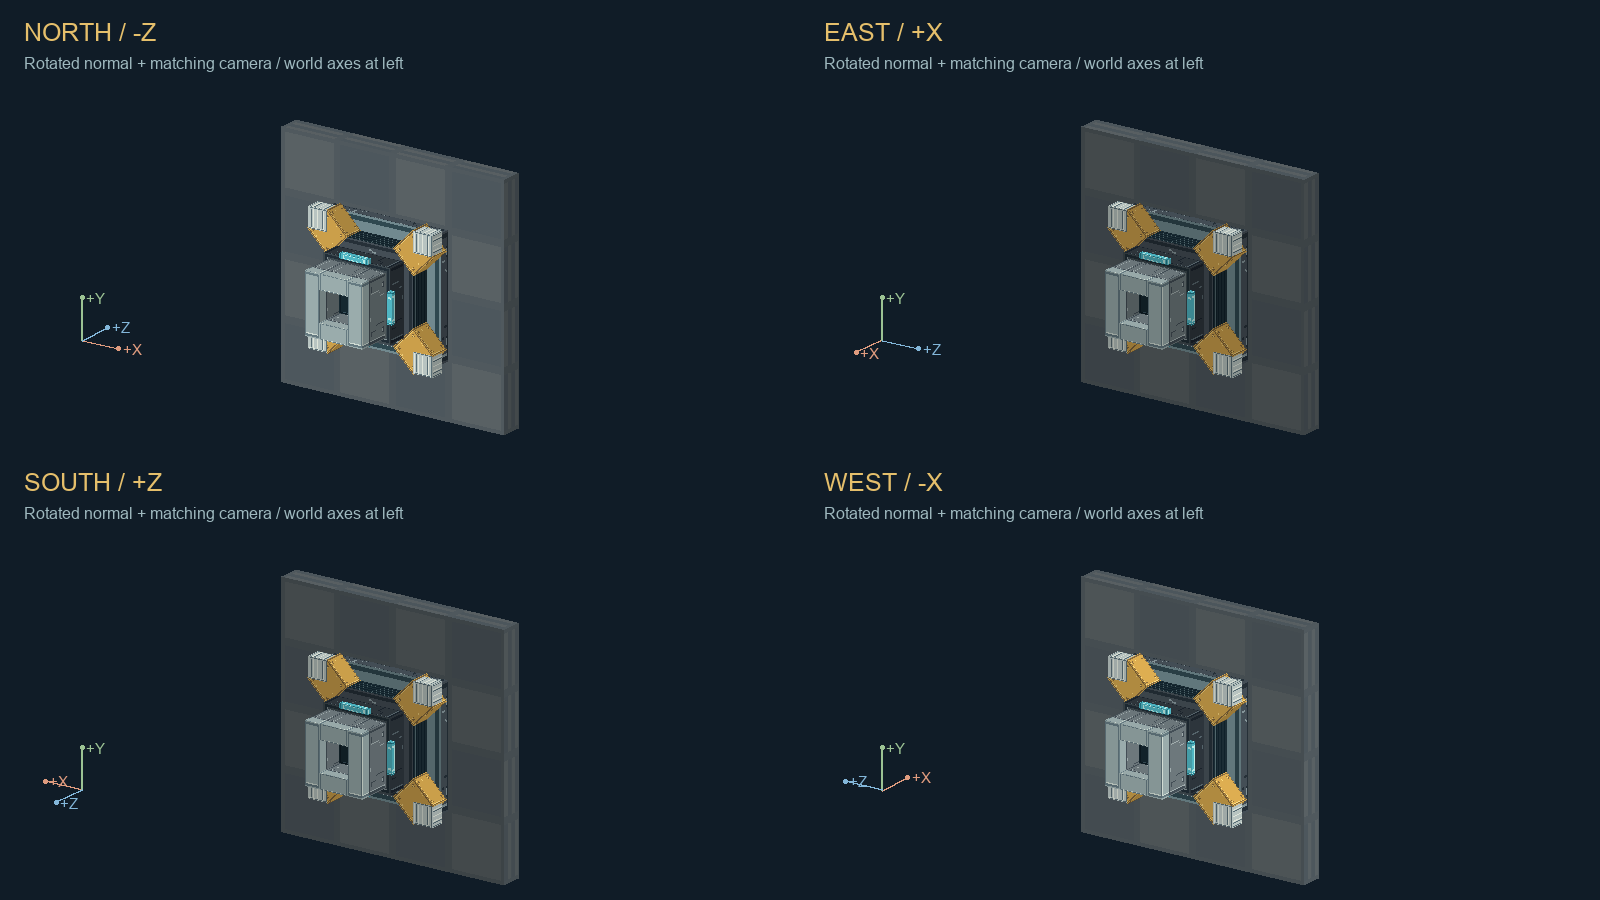 NORTH / -Z
Rotated normal + matching camera / world axes at left
+Y
+Z
+X
EAST / +X
Rotated normal + matching camera / world axes at left
+Y
+X
+Z
SOUTH / +Z
Rotated normal + matching camera / world axes at left
+Y
+X
+Z
WEST / -X
Rotated normal + matching camera / world axes at left
+Y
+Z
+X